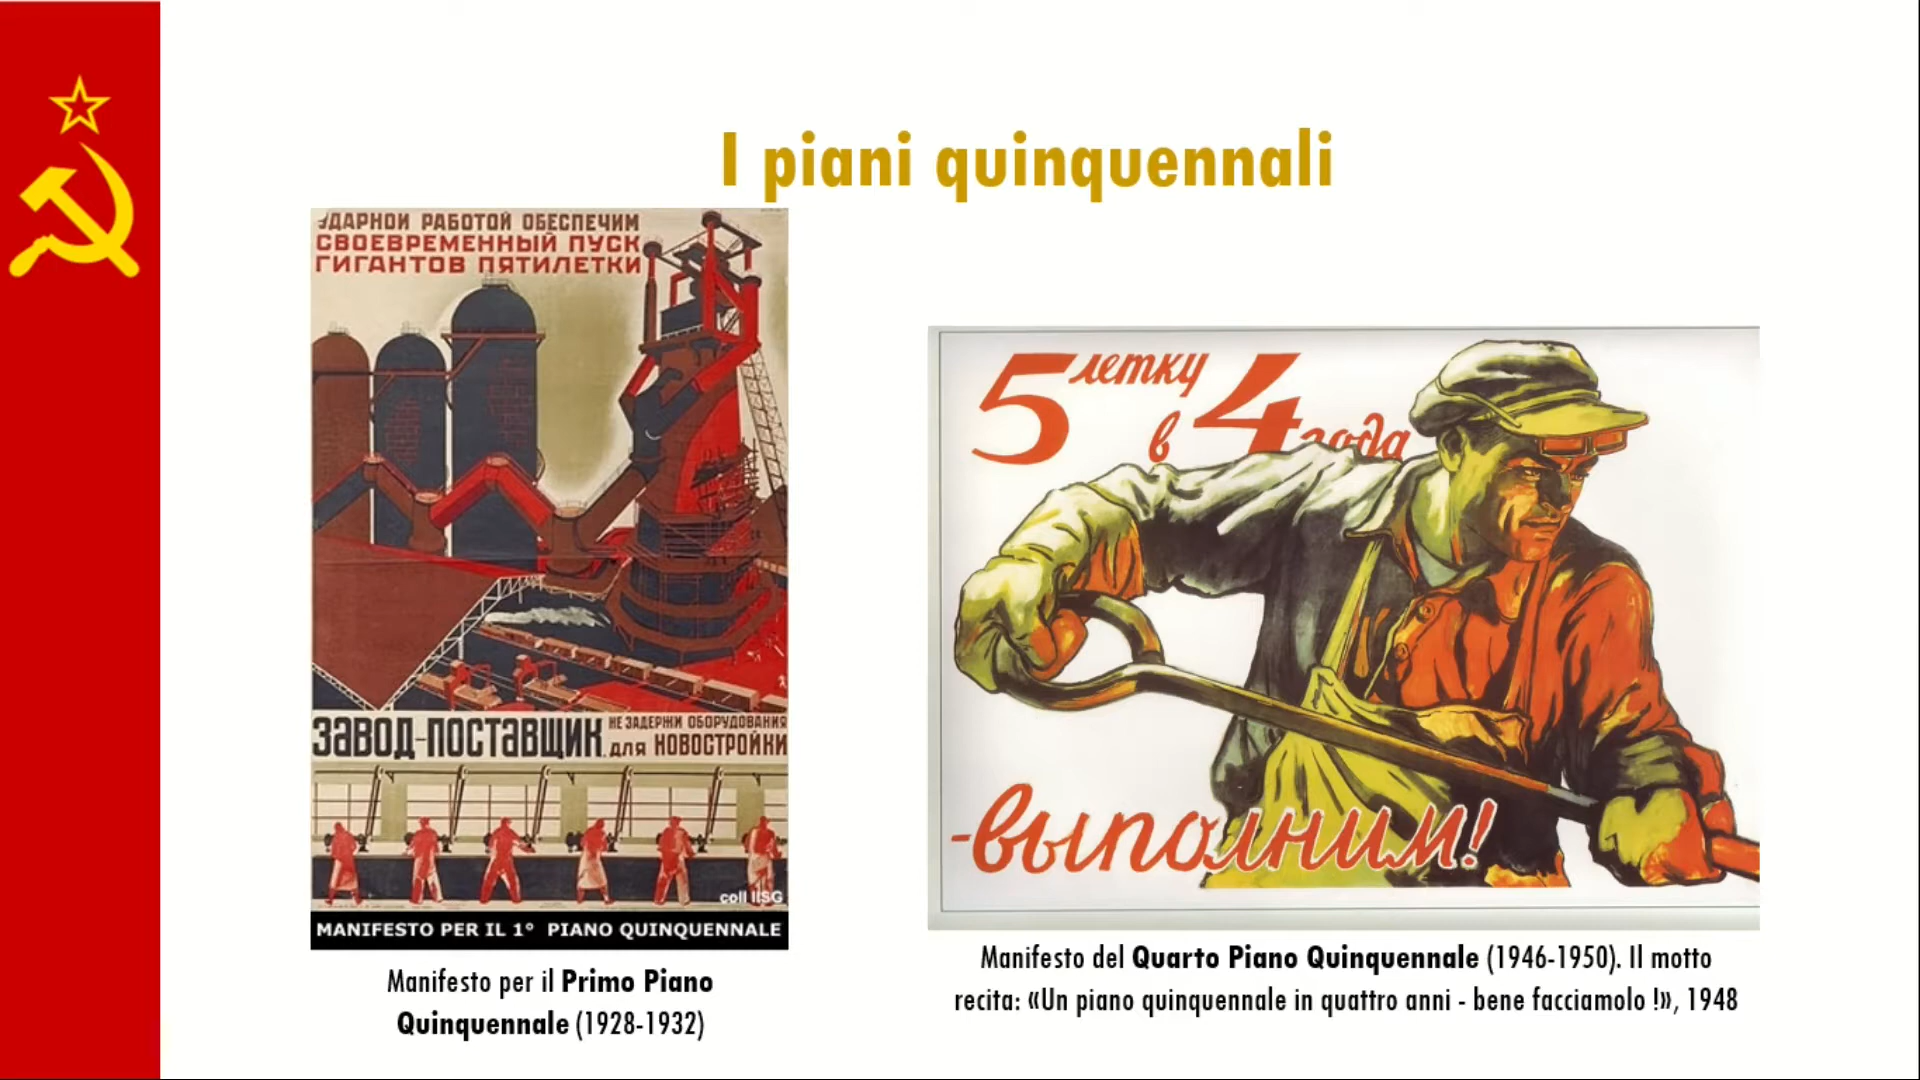 I piani quinquennali
УДАРНОЙ РАБОТОЙ ОБЕСПЕЧИМ
СВОЕВРЕМЕННЫЙ ПУСК
ГИГАНТОВ ПЯТИЛЕТКИ
ЗАВОД-ПОСТАВЩИК,
НЕ ЗАДЕРЖИ ОБОРУДОВАНИЯ
для НОВОСТРОЙКИ
coll IISG
MANIFESTO PER IL 1° PIANO QUINQUENNALE
Manifesto per il Primo Piano
Quinquennale (1928-1932)
5летку
в 4 года
-выполним!
Manifesto del Quarto Piano Quinquennale (1946-1950). Il motto
recita: «Un piano quinquennale in quattro anni - bene facciamolo !», 1948